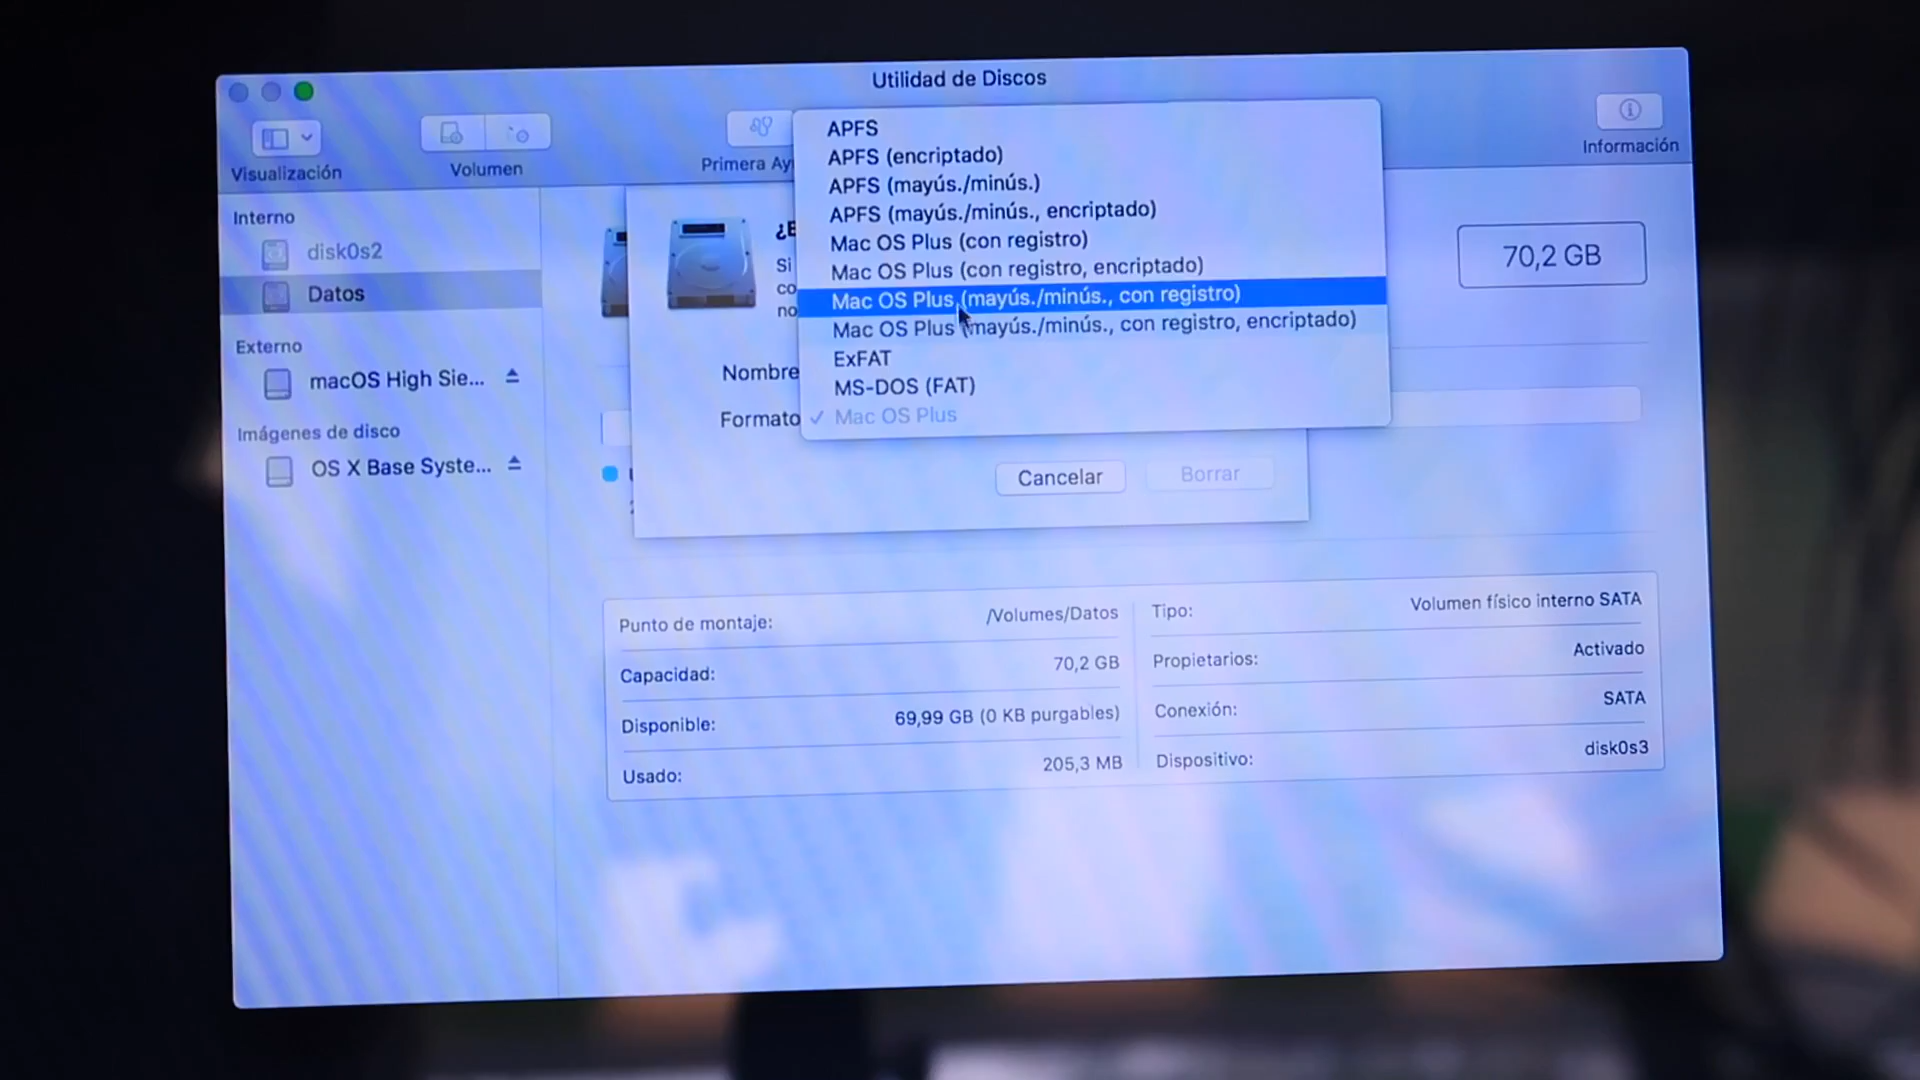 Utilidad de Discos
Visualización
Volumen
Primera
Información
Interno
disk0s2
Datos
Externo
macOS High Sie...
Imágenes de disco
OS X Base Syste...
70,2 GB
Si
Nombre
Formato
APFS
APFS (encriptado)
APFS (mayús./minús.)
APFS (mayús./minús., encriptado)
Mac OS Plus (con registro)
Mac OS Plus (con registro, encriptado)
Mac OS Plus (mayús./minús., con registro)
Mac OS Plus (mayús./minús., con registro, encriptado)
ExFAT
MS-DOS (FAT)
✓ Mac OS Plus
Cancelar Borrar
Punto de montaje: /Volumes/Datos
Capacidad: 70,2 GB
Disponible: 69,99 GB (0 KB purgables)
Usado: 205,3 MB
Tipo: Volumen físico interno SATA
Propietarios: Activado
Conexión: SATA
Dispositivo: disk0s3